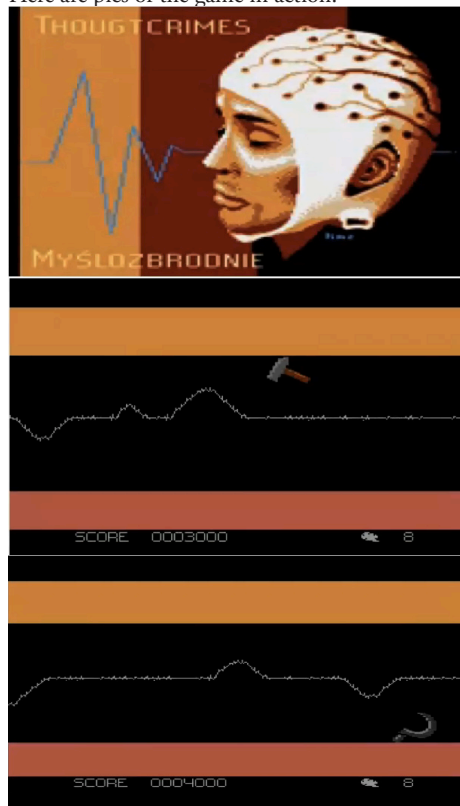 Here are pics of the game in action:
THOUGTCRIMES
MYŚLOZBRODNIE
SCORE 0003000 8
SCORE 0004000 8